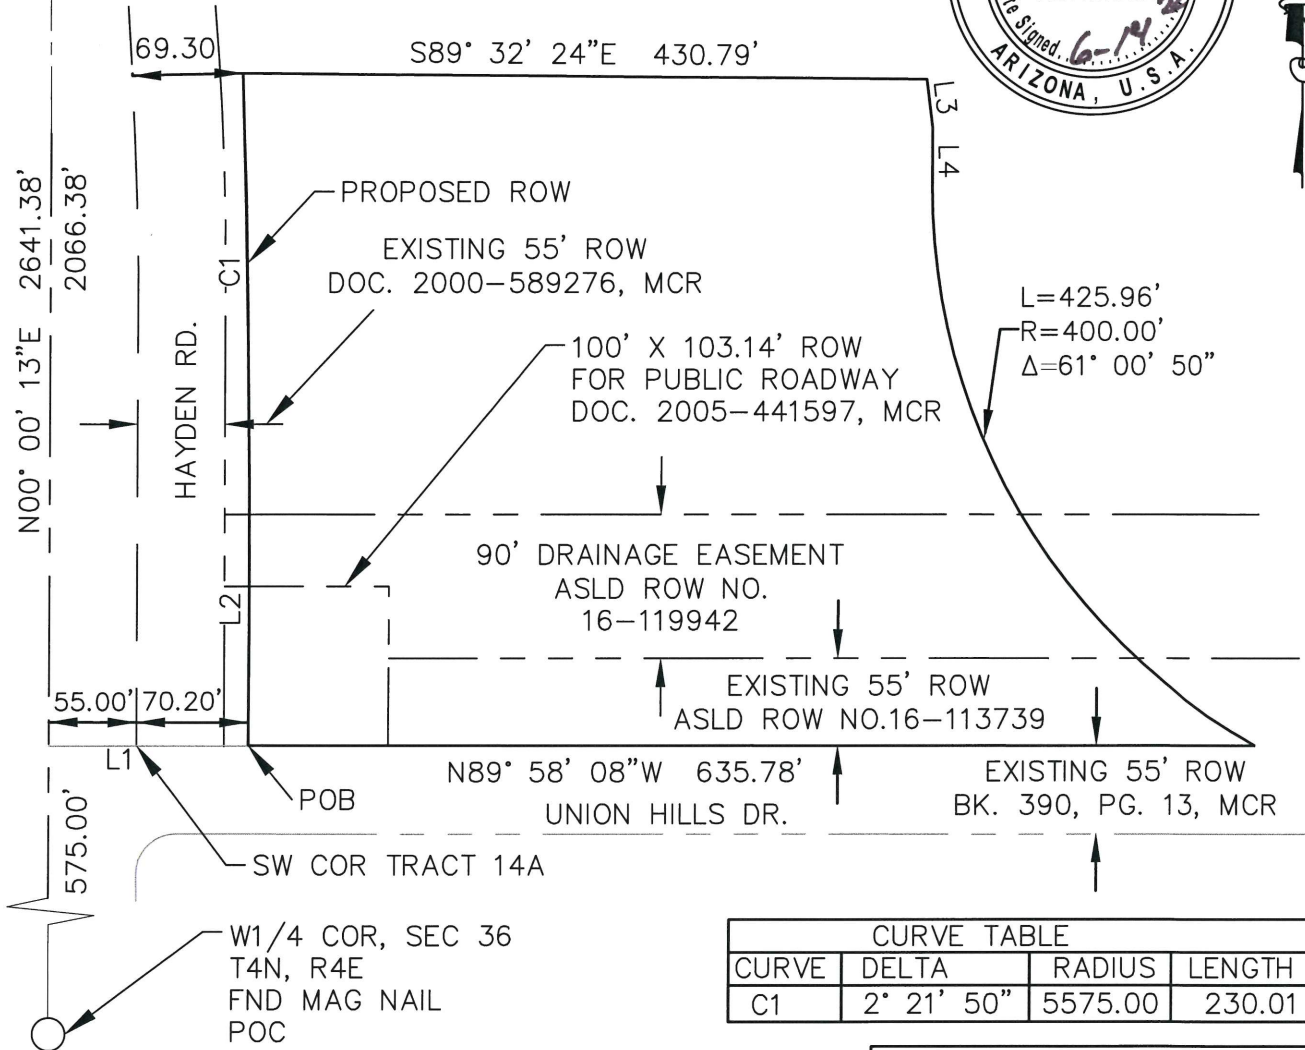 69.30
S89° 32' 24"E 430.79'
te Signed 6-14
ARIZONA, U.S.A.
L3
L4
N00° 00' 13"E 2641.38'
2066.38'
PROPOSED ROW
EXISTING 55' ROW
DOC. 2000-589276, MCR
C1
HAYDEN RD.
100' X 103.14' ROW
FOR PUBLIC ROADWAY
DOC. 2005-441597, MCR
L=425.96'
R=400.00'
Δ=61° 00' 50"
90' DRAINAGE EASEMENT
ASLD ROW NO.
16-119942
L2
EXISTING 55' ROW
ASLD ROW NO.16-113739
55.00'
70.20'
L1
POB
N89° 58' 08"W 635.78'
UNION HILLS DR.
EXISTING 55' ROW
BK. 390, PG. 13, MCR
575.00'
SW COR TRACT 14A
W1/4 COR, SEC 36
T4N, R4E
FND MAG NAIL
POC
CURVE TABLE
CURVE DELTA RADIUS LENGTH
C1 2° 21' 50" 5575.00 230.01